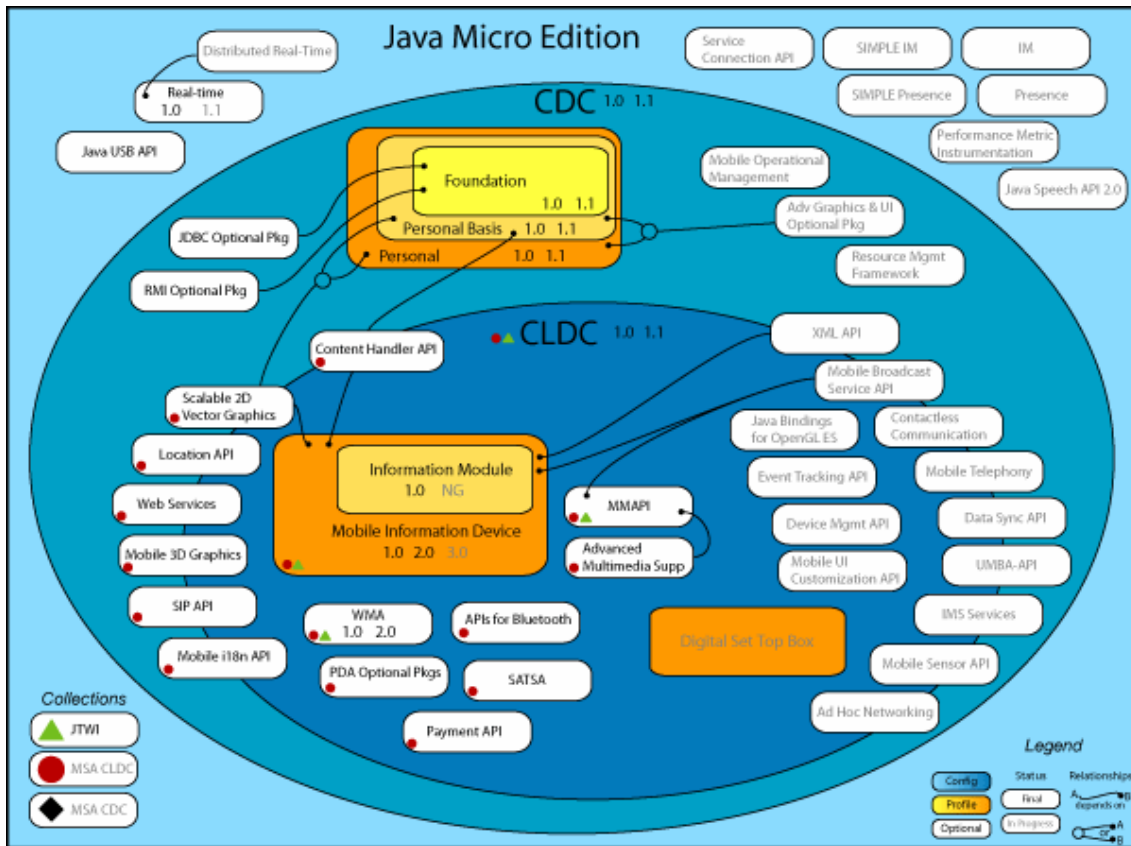 Java Micro Edition
Distributed Real-Time
Service
Connection API
SIMPLE IM
IM
Real-time
1.0 1.1
SIMPLE Presence
Presence
CDC 1.0 1.1
Java USB API
Performance Metric
Instrumentation
Mobile Operational
Management
Java Speech API 2.0
Foundation
1.0 1.1
Adv Graphics & UI
Optional Pkg
Personal Basis 1.0 1.1
JDBC Optional Pkg
Personal 1.0 1.1
Resource Mgmt
Framework
RMI Optional Pkg
CLDC 1.0 1.1
XML API
Content Handler API
Mobile Broadcast
Service API
Scalable 2D
Vector Graphics
Java Bindings
for OpenGL ES
Contactless
Communication
Location API
Information Module
1.0 NG
Event Tracking API
Mobile Telephony
Web Services
MMAPI
Device Mgmt API
Data Sync API
Mobile Information Device
1.0 2.0 3.0
Mobile 3D Graphics
Advanced
Multimedia Supp
Mobile UI
Customization API
UMBA-API
SIP API
WMA
1.0 2.0
APIs for Bluetooth
IMS Services
Digital Set Top Box
Mobile i18n API
PDA Optional Pkgs
SATSA
Mobile Sensor API
Ad Hoc Networking
Payment API
Collections
JTWI
MSA CLDC
MSA CDC
Legend
Status
Relationships
Config
Profile
Optional
Final
In Progress
A B
depends on
or
A
B